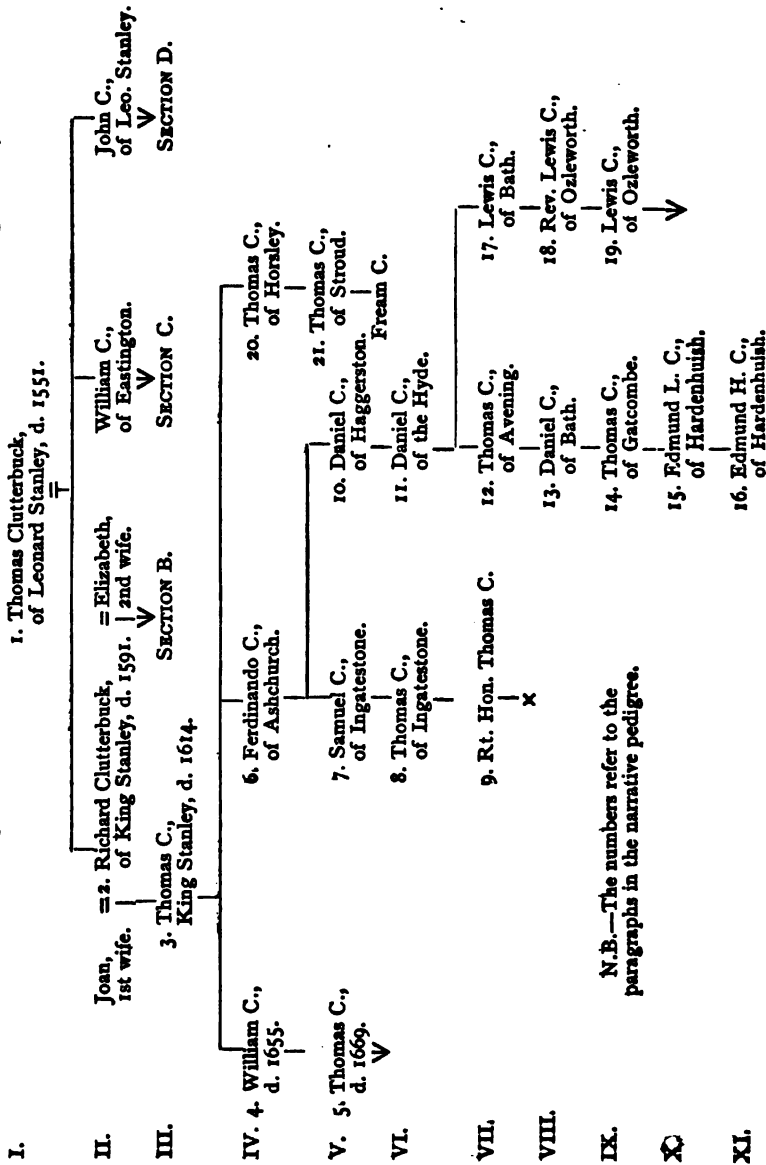 I.
1. Thomas Clutterbuck,
of Leonard Stanley, d. 1551.
II.
Joan,
1st wife.
=2. Richard Clutterbuck,
of King Stanley, d. 1591.
=Elizabeth,
2nd wife.
William C.,
of Eastington.
John C.,
of Leo. Stanley.
III.
3. Thomas C.,
King Stanley, d. 1614.
SECTION B.
SECTION C.
SECTION D.
IV.
4. William C.,
d. 1655.
6. Ferdinando C.,
of Ashchurch.
20. Thomas C.,
of Horsley.
V.
5. Thomas C.,
d. 1669.
7. Samuel C.,
of Ingatestone.
10. Daniel C.,
of Haggerston.
21. Thomas C.,
of Stroud.
VI.
8. Thomas C.,
of Ingatestone.
11. Daniel C.,
of the Hyde.
Fream C.
VII.
9. Rt. Hon. Thomas C.
x
12. Thomas C.,
of Avening.
17. Lewis C.,
of Bath.
VIII.
13. Daniel C.,
of Bath.
18. Rev. Lewis C.,
of Ozleworth.
IX.
14. Thomas C.,
of Gatcombe.
19. Lewis C.,
of Ozleworth.
X.
15. Edmund L. C.,
of Hardenhuish.
XI.
16. Edmund H. C.,
of Hardenhuish.
N.B.—The numbers refer to the
paragraphs in the narrative pedigree.